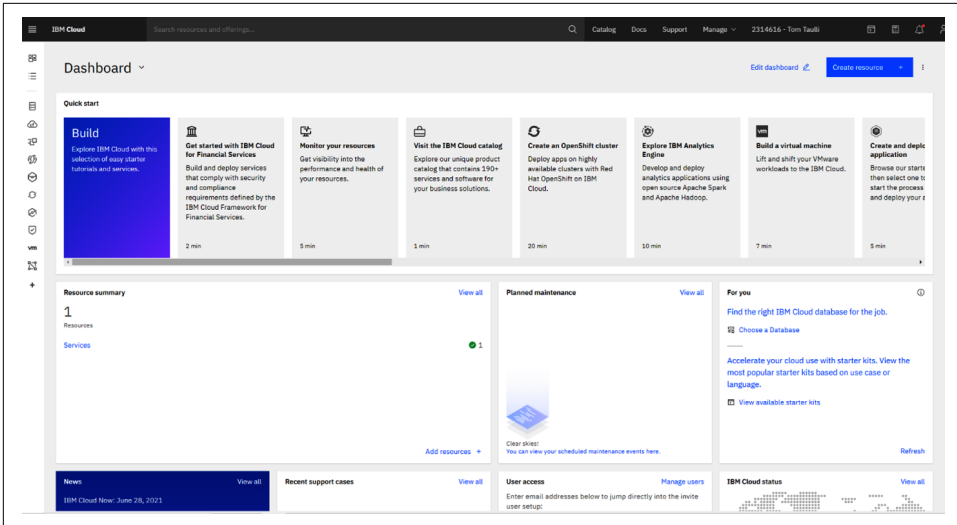 IBM Cloud
Search resources and offerings...
Catalog
Docs
Support
Manage
2314616 - Tom Taulli
Dashboard
Edit dashboard
Create resource +
Quick start
Build
Explore IBM Cloud with this
selection of easy starter
tutorials and services.
Get started with IBM Cloud
for Financial Services
Build and deploy services
that comply with security
and compliance
requirements defined by the
IBM Cloud Framework for
Financial Services.
2 min
Monitor your resources
Get visibility into the
performance and health of
your resources.
5 min
Visit the IBM Cloud catalog
Explore our unique product
catalog that contains 190+
services and software for
your business solutions.
1 min
Create an OpenShift cluster
Deploy apps on highly
available clusters with Red
Hat OpenShift on IBM
Cloud.
20 min
Explore IBM Analytics
Engine
Develop and deploy
analytics applications using
open source Apache Spark
and Apache Hadoop.
10 min
vm
Build a virtual machine
Lift and shift your VMware
workloads to the IBM Cloud.
7 min
Create and deplo
application
Browse our starte
then select one to
start the process
and deploy your a
5 min
vm
Resource summary
View all
1
Resources
Services
1
Add resources +
Planned maintenance
View all
Clear skies!
You can view your scheduled maintenance events here.
For you
Find the right IBM Cloud database for the job.
Choose a Database
Accelerate your cloud use with starter kits. View the
most popular starter kits based on use case or
language.
View available starter kits
Refresh
News
View all
IBM Cloud Now: June 28, 2021
Recent support cases
View all
User access
Manage users
Enter email addresses below to jump directly into the invite
user setup:
IBM Cloud status
View all